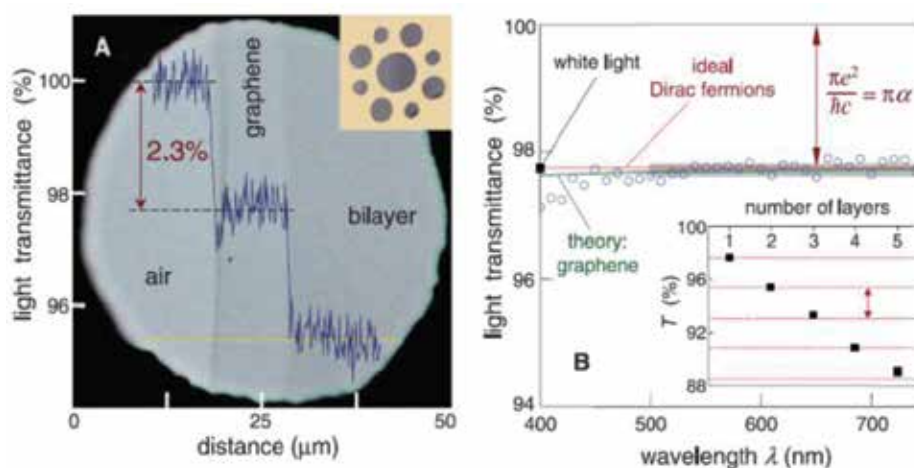 A
B
100
98
96
light transmittance (%)
2.3%
air
graphene
bilayer
0
25
50
distance (μm)
100
98
96
94
light transmittance (%)
white light
ideal
Dirac fermions
πe²/ħc = πα
theory:
graphene
number of layers
1 2 3 4 5
100
96
92
88
T (%)
400 500 600 700
wavelength λ (nm)